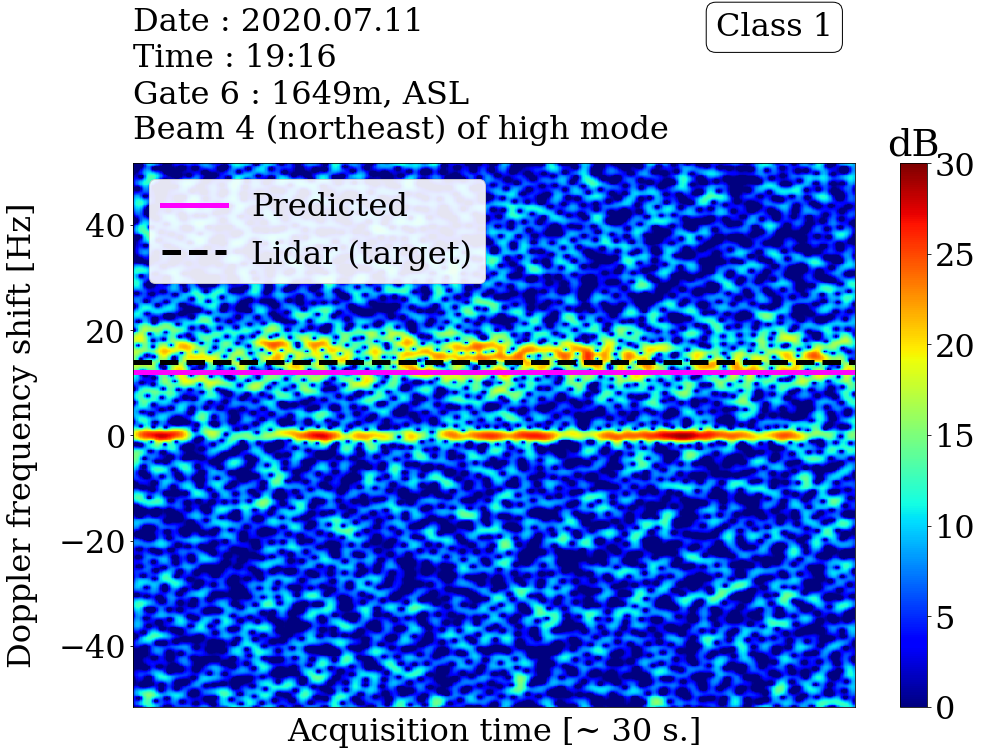 Date : 2020.07.11
Time : 19:16
Gate 6 : 1649m, ASL
Beam 4 (northeast) of high mode
Class 1
dB
Predicted
Lidar (target)
Doppler frequency shift [Hz]
40
20
0
−20
−40
30
25
20
15
10
5
0
Acquisition time [~ 30 s.]